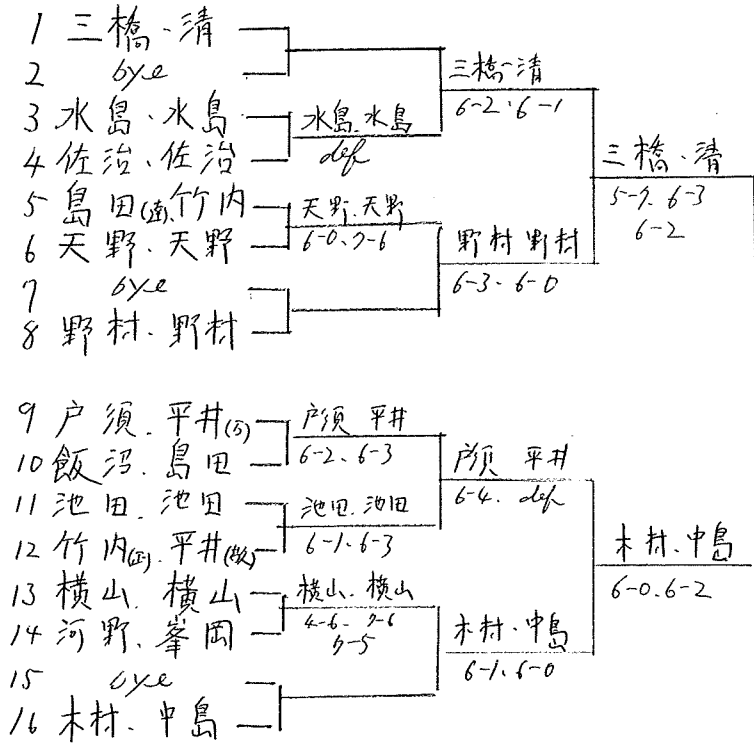 1 三橋・清
2 bye
三橋・清
6-2・6-1
3 水島・水島
水島・水島
def
4 佐治・佐治
三橋・清
5-7、6-3
6-2
5 島田(遠)、竹内
天野・天野
6-0、7-6
6 天野・天野
野村 野村
6-3・6-0
7 bye
8 野村・野村
9 戸須・平井(巧)
戸須 平井
6-2、6-3
10 飯沼・島田
戸須 平井
6-4、def
11 池田・池田
池田・池田
6-1、6-3
12 竹内(正)・平井(敬)
木村、中島
6-0、6-2
13 横山・横山
横山、横山
4-6、7-6
7-5
14 河野・峯岡
木村・中島
6-1、6-0
15 bye
16 木村・中島